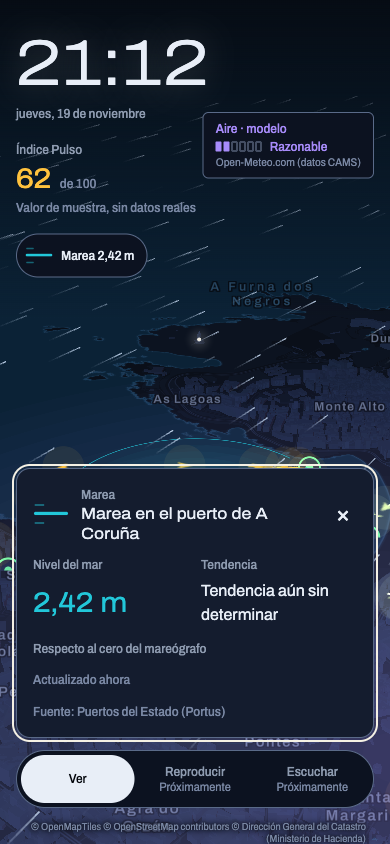 21:12
jueves, 19 de noviembre
Aire · modelo
Razonable
Open-Meteo.com (datos CAMS)
Índice Pulso
62 de 100
Valor de muestra, sin datos reales
Marea 2,42 m
A Furna dos
Negros
As Lagoas
Monte Alto
Marea
Marea en el puerto de A
Coruña
Nivel del mar
Tendencia
2,42 m
Tendencia aún sin
determinar
Respecto al cero del mareógrafo
Actualizado ahora
Fuente: Puertos del Estado (Portus)
Ver
Reproducir
Próximamente
Escuchar
Próximamente
© OpenMapTiles © OpenStreetMap contributors © Dirección General del Catastro
(Ministerio de Hacienda)